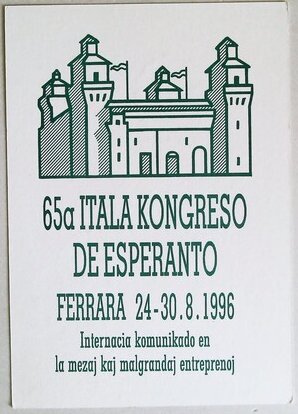 65a ITALA KONGRESO
DE ESPERANTO
FERRARA 24-30.8.1996
Internacia komunikado en
la mezaj kaj malgrandaj entreprenoj